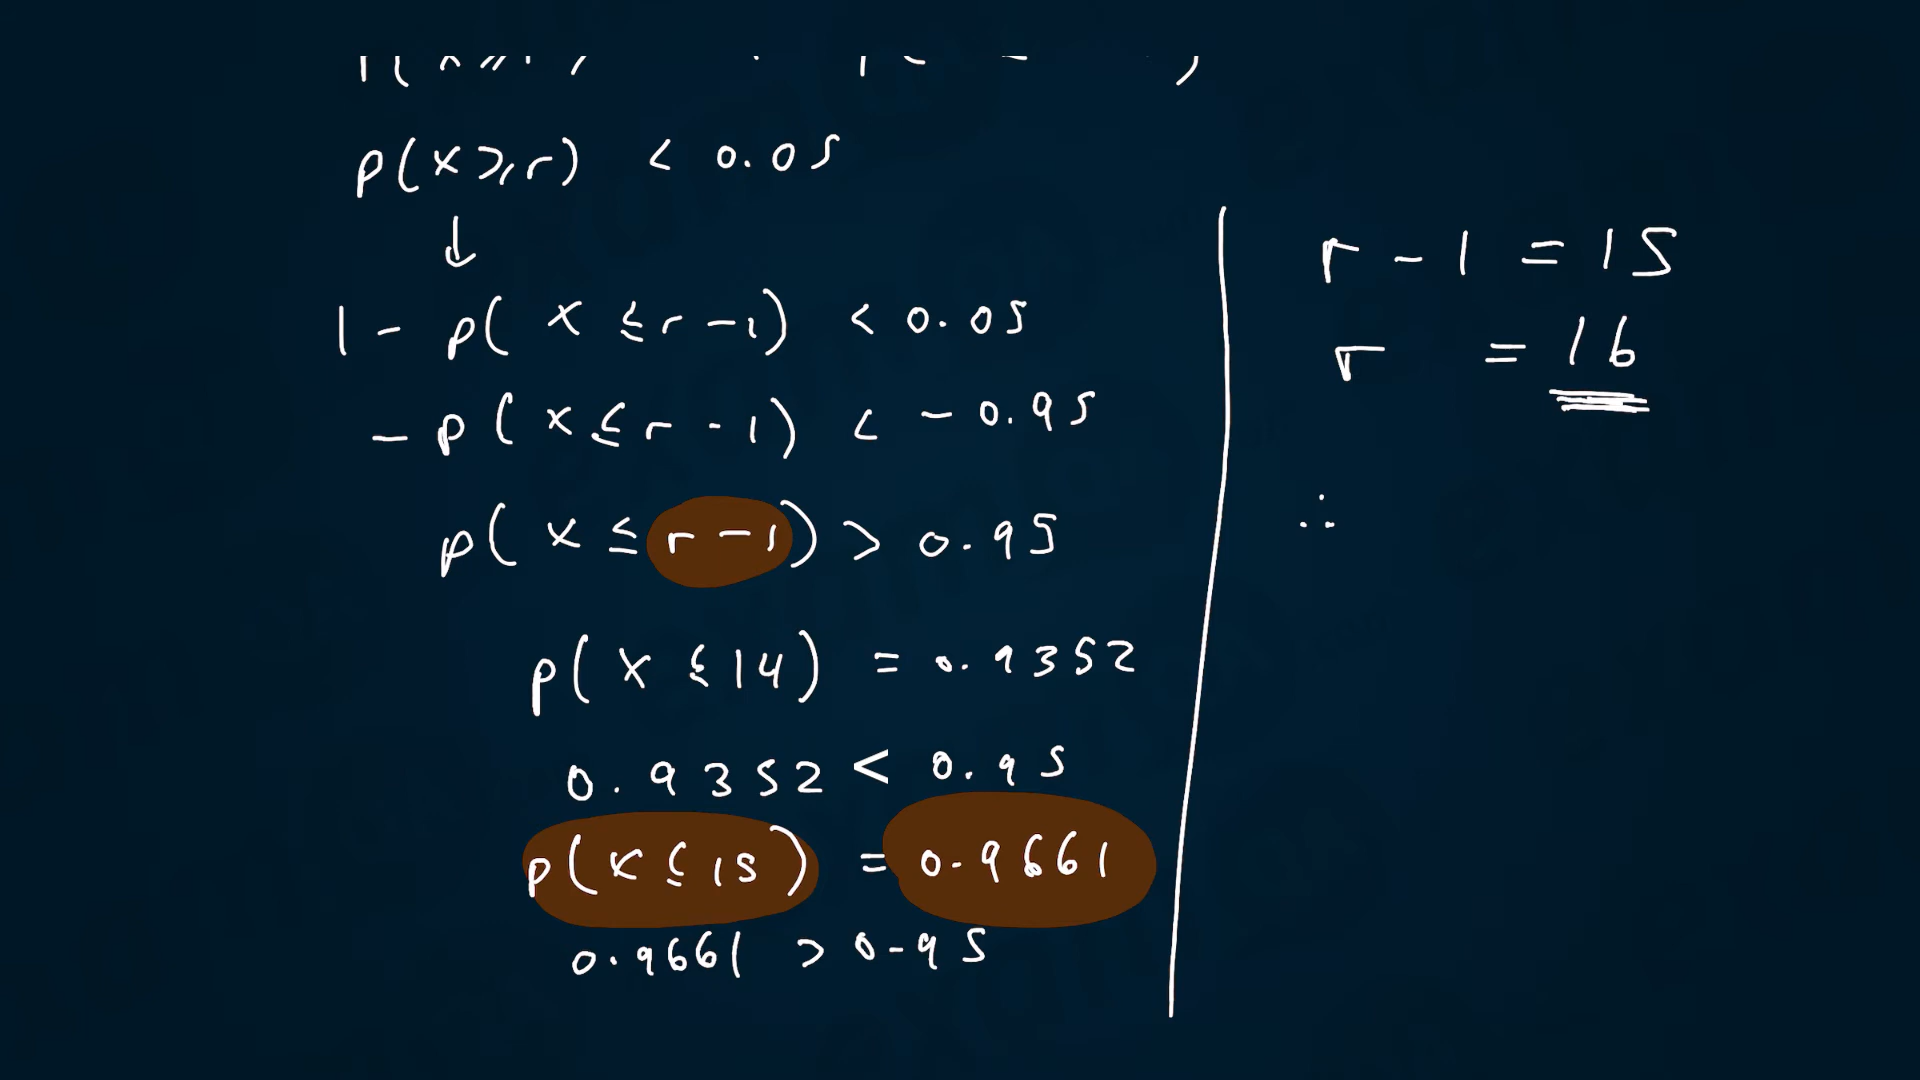 P(X ≥ r) < 0.05
↓
1 - P( X ≤ r - 1) < 0.05
- P ( X ≤ r - 1) < - 0.95
P( X ≤ r - 1) > 0.95
P( X ≤ 14) = 0.9352
0.9352 < 0.95
P(X ≤ 15) = 0.9661
0.9661 > 0.95
r - 1 = 15
r = 16
∴